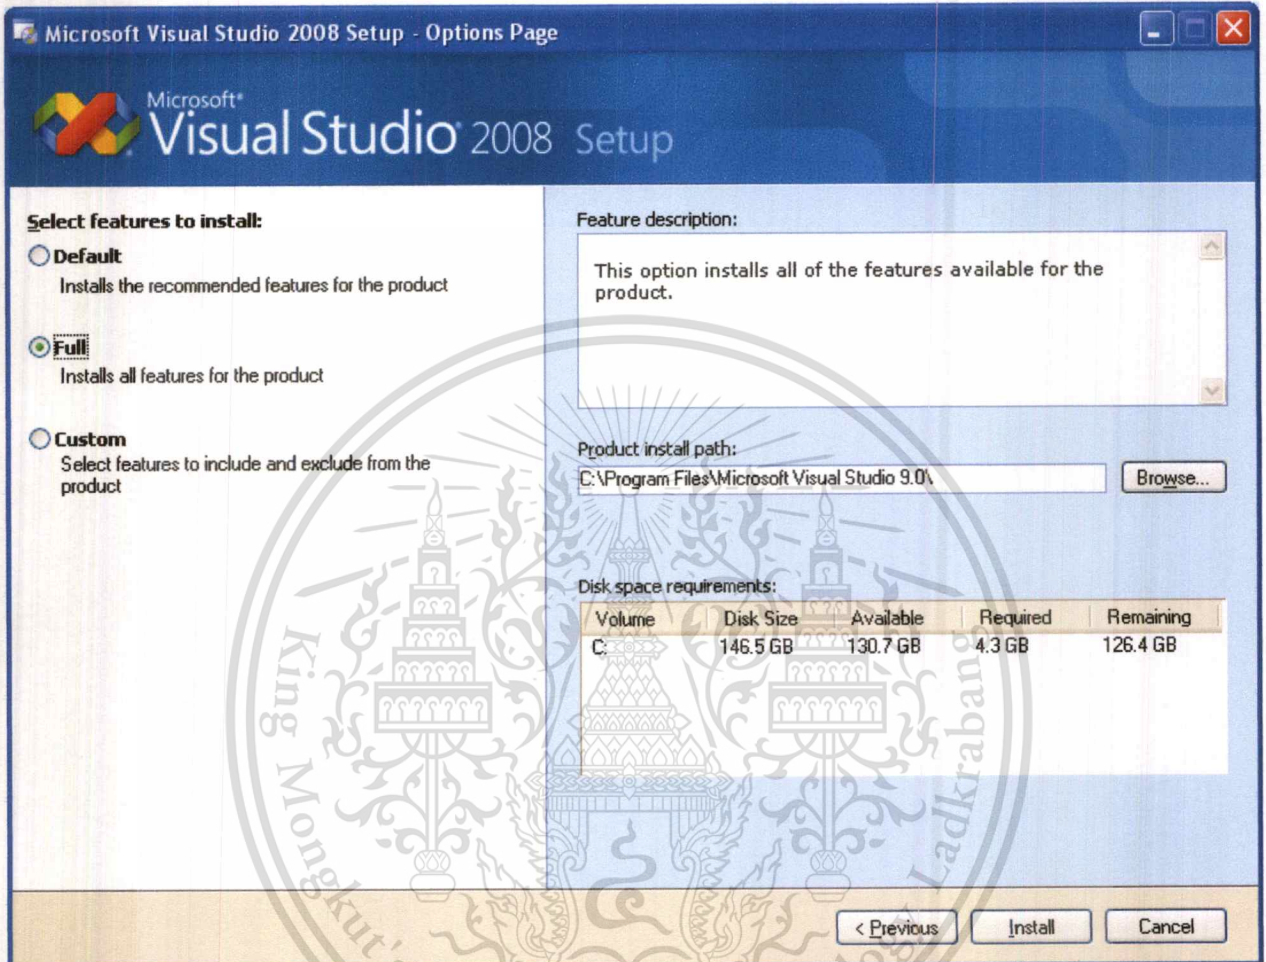 Microsoft Visual Studio 2008 Setup - Options Page
Microsoft®
Visual Studio 2008 Setup
Select features to install:
Default
Installs the recommended features for the product
Full
Installs all features for the product
Custom
Select features to include and exclude from the
product
Feature description:
This option installs all of the features available for the
product.
Product install path:
C:\Program Files\Microsoft Visual Studio 9.0\
Browse...
Disk space requirements:
Volume Disk Size Available Required Remaining
C: 146.5 GB 130.7 GB 4.3 GB 126.4 GB
< Previous
Install
Cancel
King Mongkut's
Ladkrabang